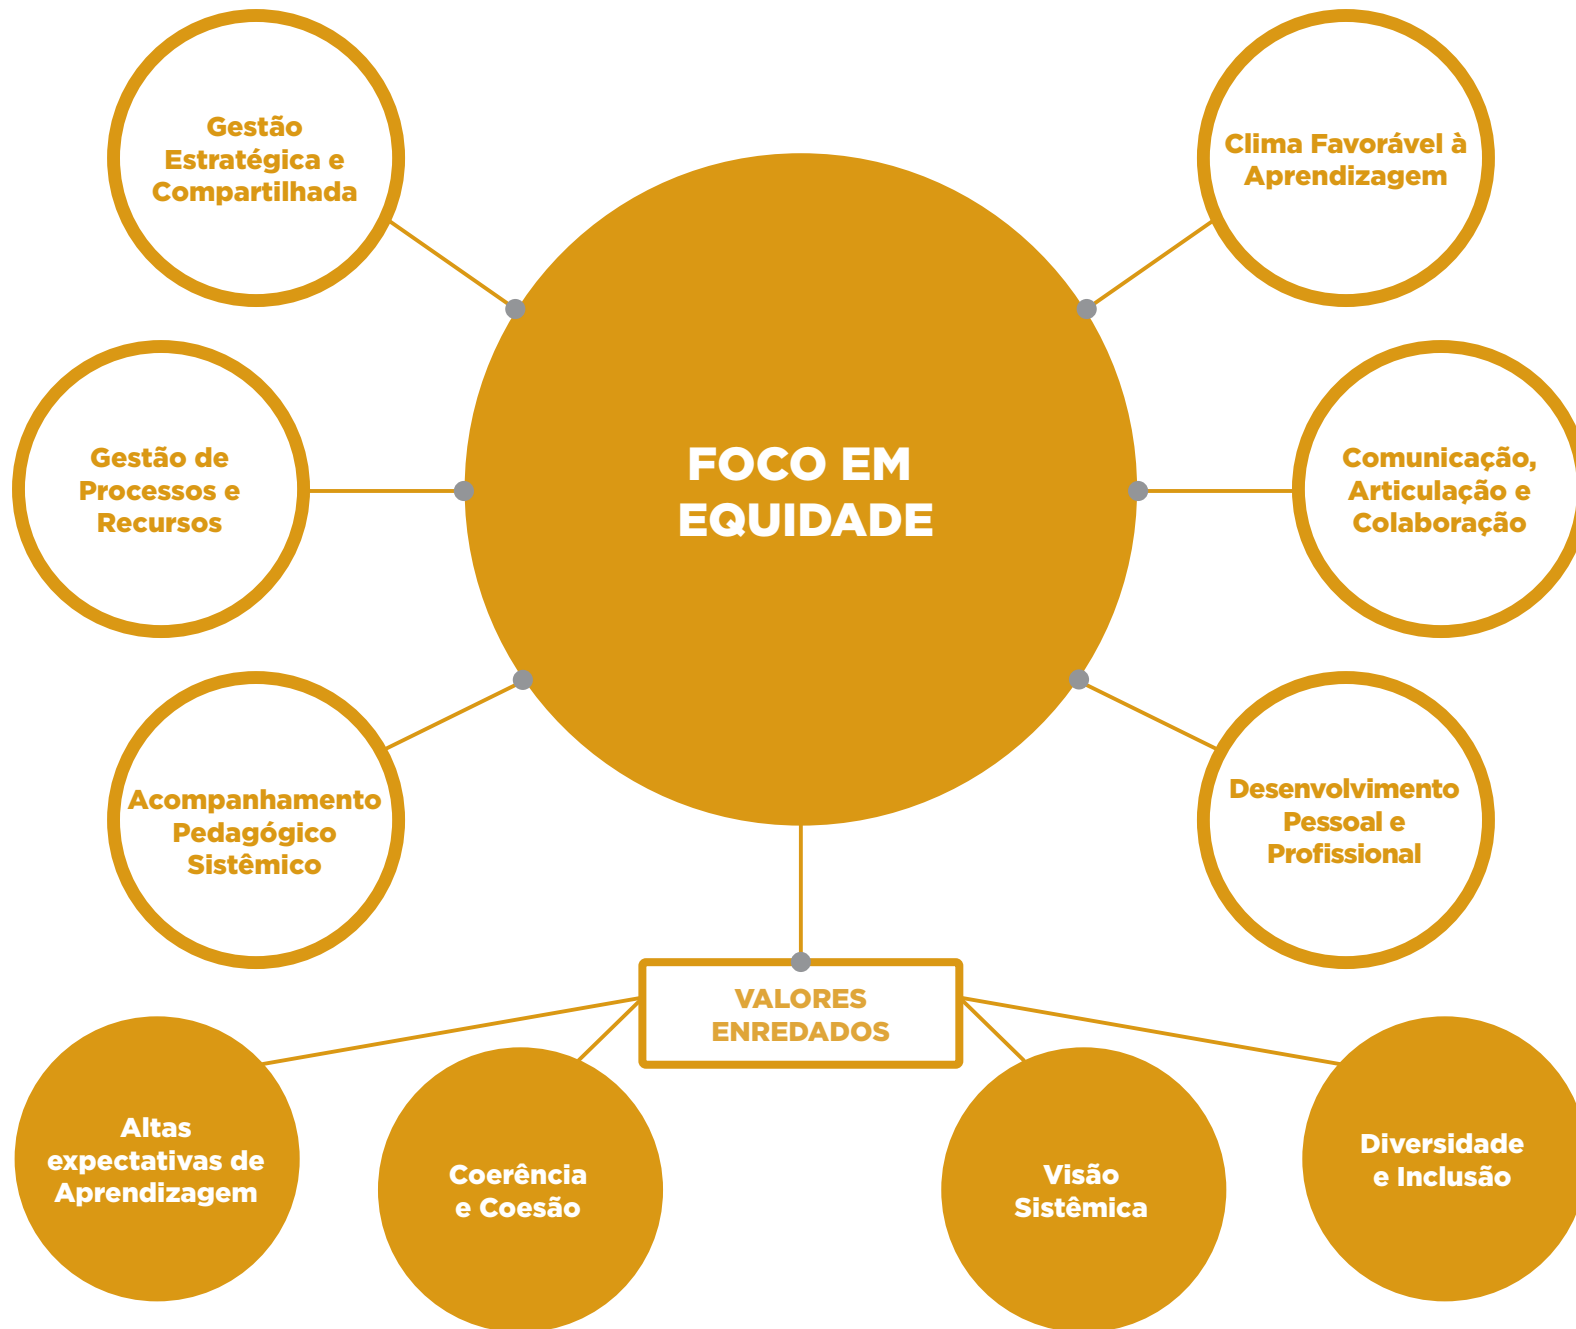 Gestão
Estratégica e
Compartilhada
Clima Favorável à
Aprendizagem
Gestão de
Processos e
Recursos
FOCO EM
EQUIDADE
Comunicação,
Articulação e
Colaboração
Acompanhamento
Pedagógico
Sistêmico
Desenvolvimento
Pessoal e
Profissional
VALORES
ENREDADOS
Altas
expectativas de
Aprendizagem
Coerência
e Coesão
Visão
Sistêmica
Diversidade
e Inclusão